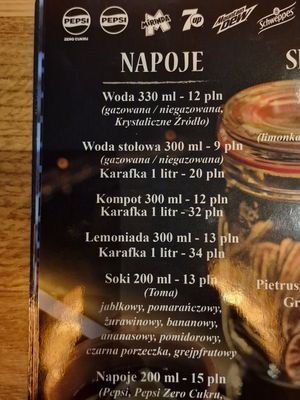 PEPSI
ZERO CUKRU
PEPSI
MIRINDA
7up
Mountain Dew
Schweppes
NAPOJE
Woda 330 ml - 12 pln
(gazowana / niegazowana,
Krystaliczne Źródło)
Woda stołowa 300 ml - 9 pln
(gazowana / niegazowana)
Karafka 1 litr - 20 pln
Kompot 300 ml - 12 pln
Karafka 1 litr - 32 pln
Lemoniada 300 ml - 13 pln
Karafka 1 litr - 34 pln
Soki 200 ml - 13 pln
(Toma)
jabłkowy, pomarańczowy,
żurawinowy, bananowy,
ananasowy, pomidorowy,
czarna porzeczka, grejpfrutowy
Napoje 200 ml - 15 pln
(Pepsi, Pepsi Zero Cukru,
S
(limonka
Pietrus
Gr